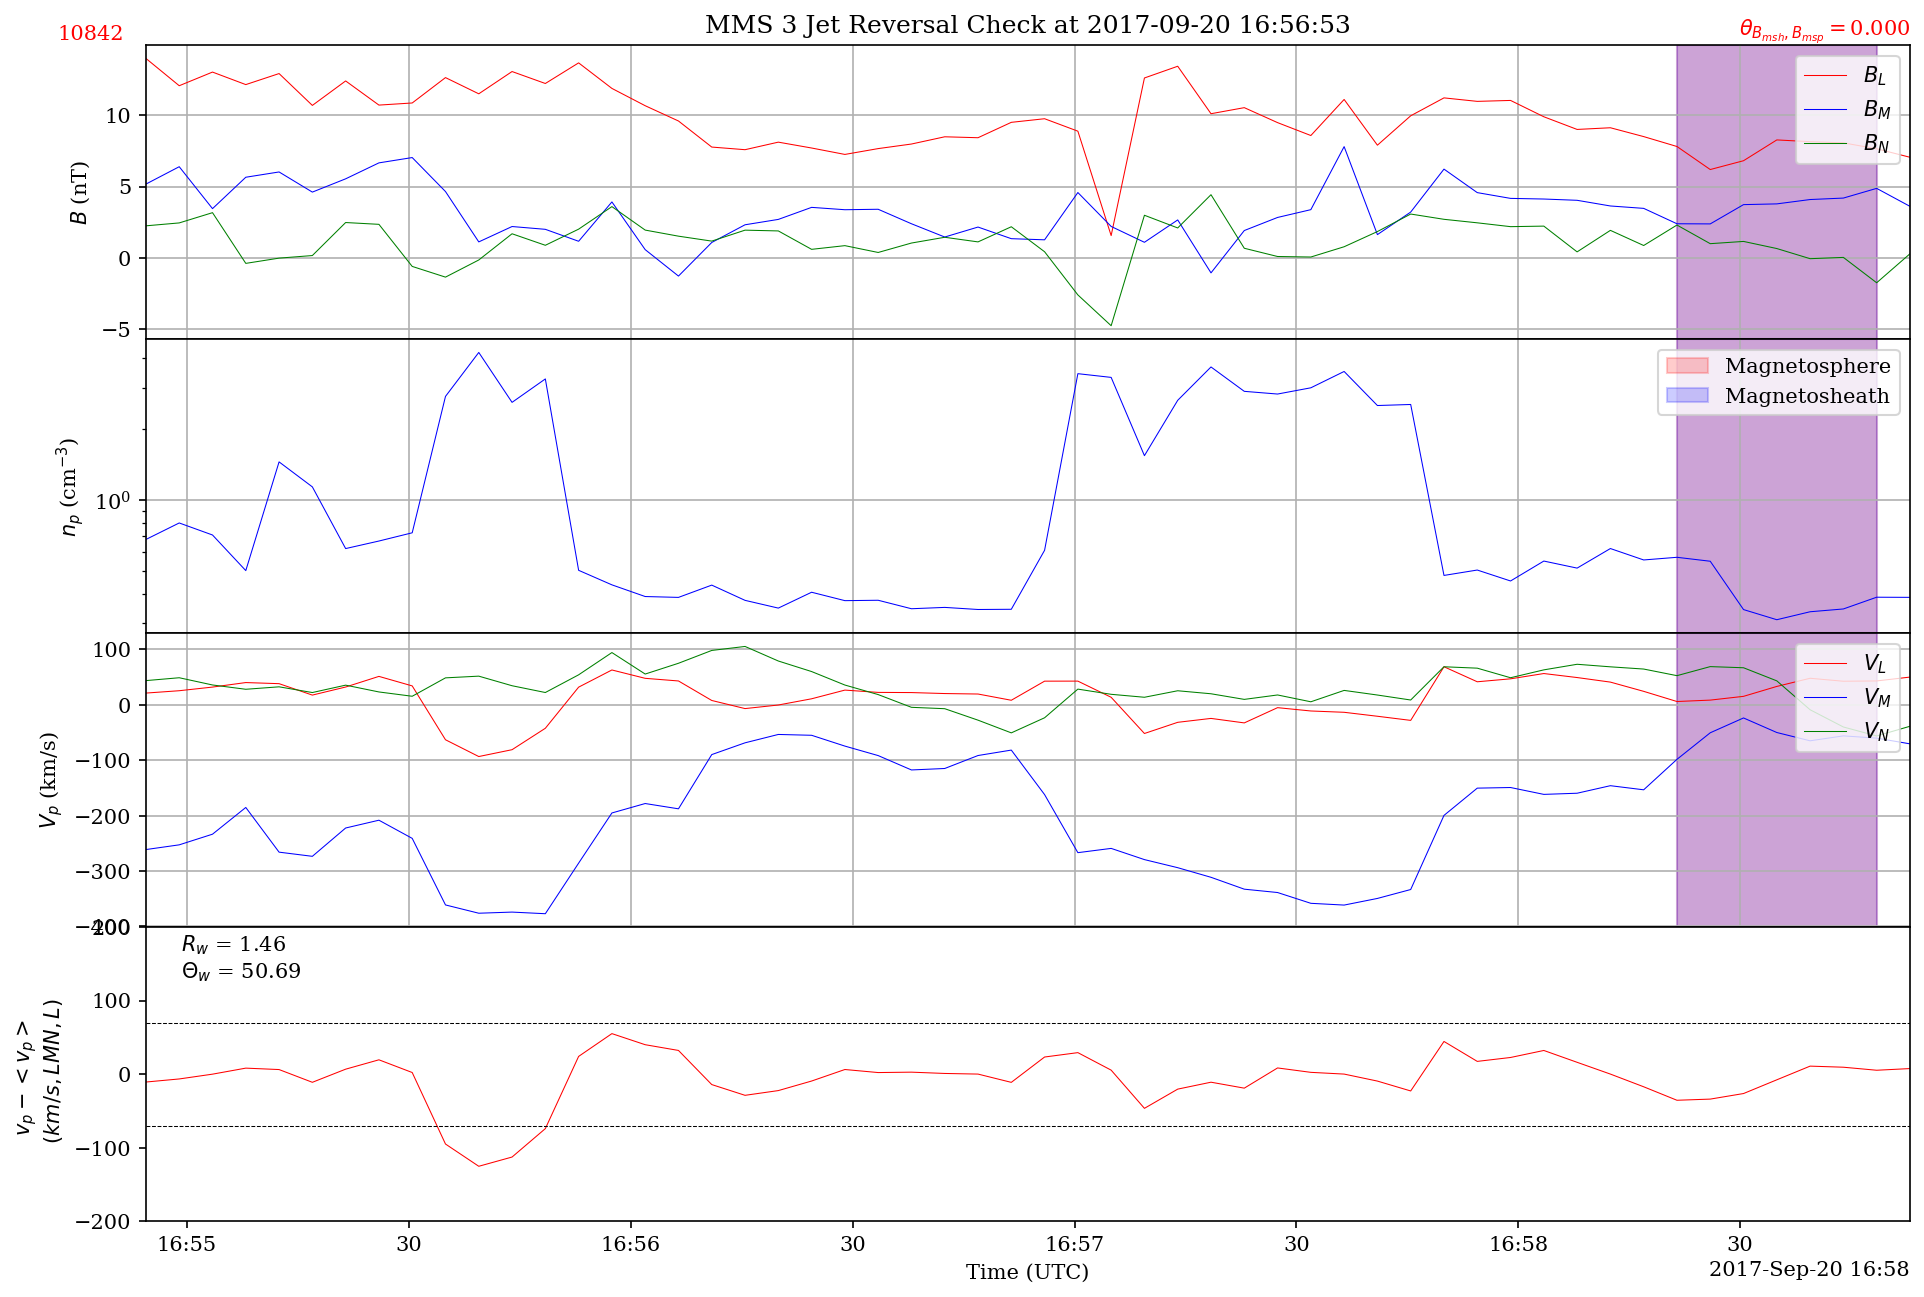 MMS 3 Jet Reversal Check at 2017-09-20 16:56:53
10842
θ_{B_{msh}, B_{msp}} = 0.000
B (nT)
10
5
0
−5
B_L
B_M
B_N
n_p (cm^{−3})
10^0
Magnetosphere
Magnetosheath
V_p (km/s)
100
0
−100
−200
−300
−400
V_L
V_M
V_N
v_p − < v_p >
(km/s, LMN, L)
200
100
0
−100
−200
R_w = 1.46
Θ_w = 50.69
16:55
30
16:56
30
16:57
30
16:58
30
Time (UTC)
2017-Sep-20 16:58